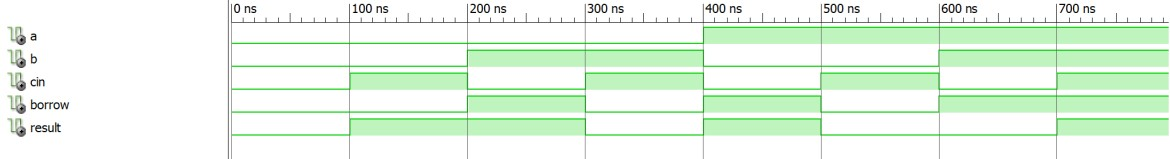 0 ns 100 ns 200 ns 300 ns 400 ns 500 ns 600 ns 700 ns
a
b
cin
borrow
result